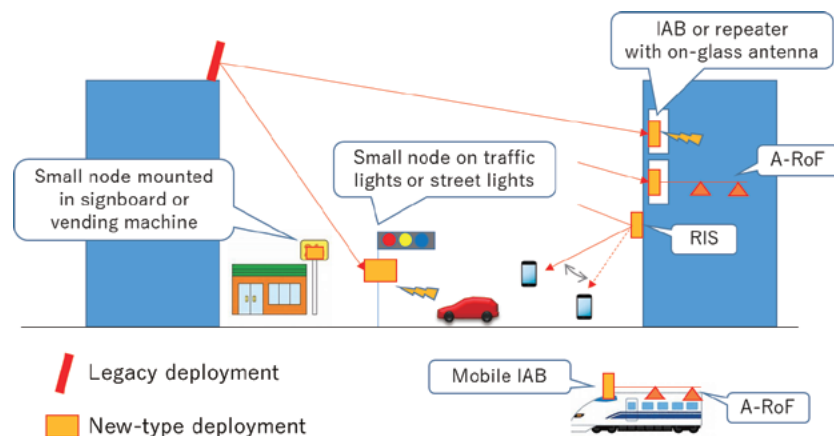 IAB or repeater
with on-glass antenna
Small node on traffic
lights or street lights
A-RoF
Small node mounted
in signboard or
vending machine
RIS
Legacy deployment
Mobile IAB
A-RoF
New-type deployment